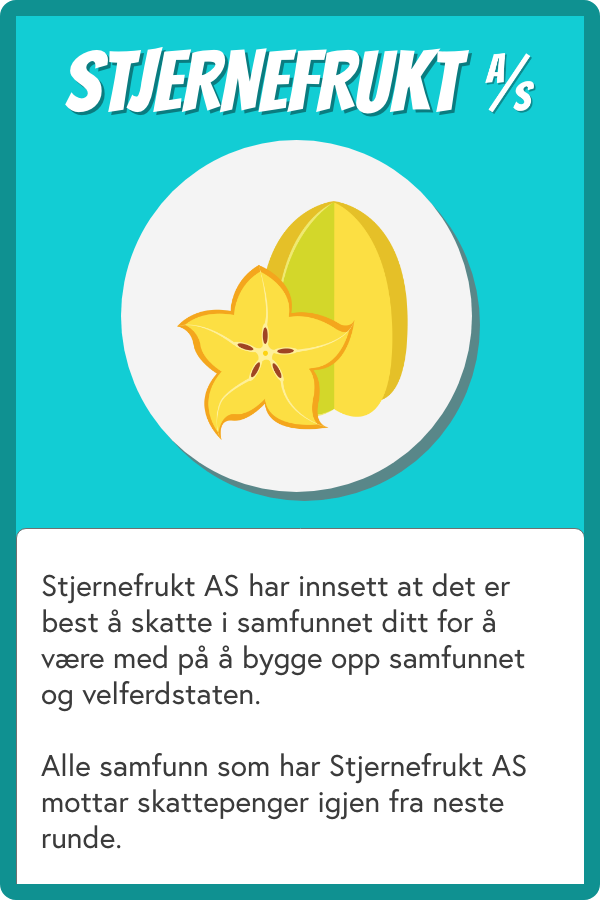 STJERNEFRUKT A/S
Stjernefrukt AS har innsett at det er
best å skatte i samfunnet ditt for å
være med på å bygge opp samfunnet
og velferdstaten.
Alle samfunn som har Stjernefrukt AS
mottar skattepenger igjen fra neste
runde.